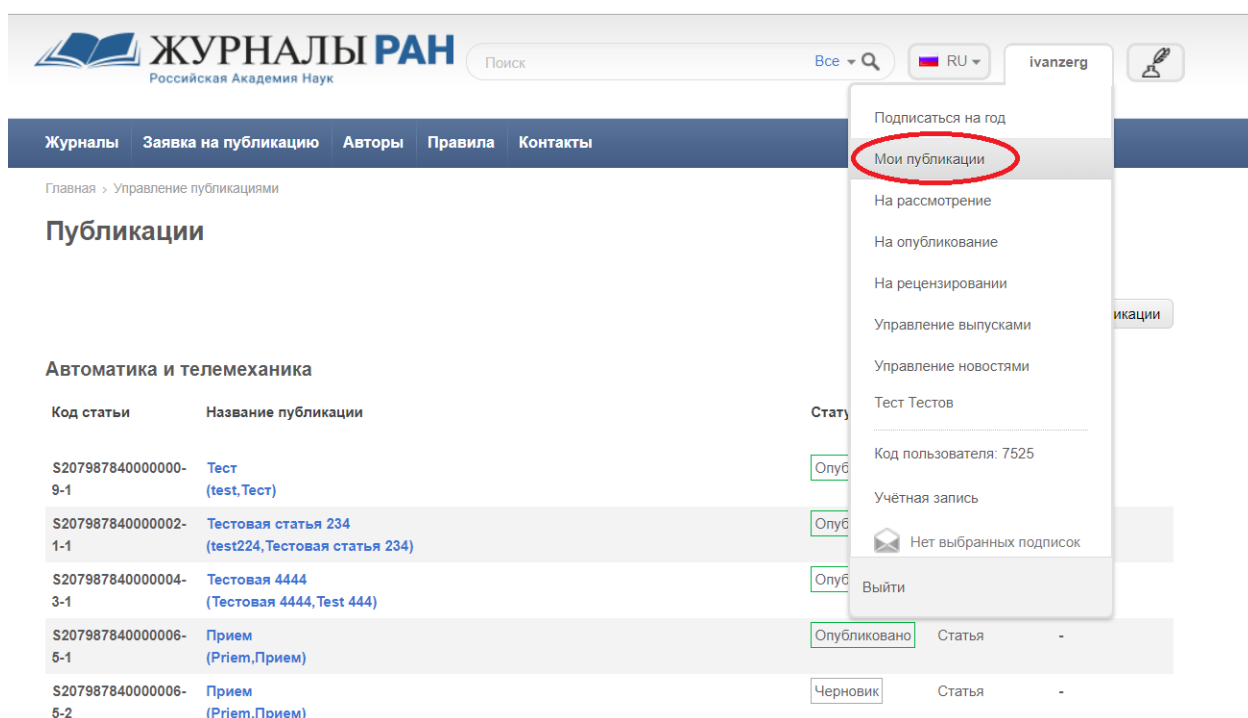 ЖУРНАЛЫ РАН
Российская Академия Наук
Поиск
Все
RU
ivanzerg
Журналы Заявка на публикацию Авторы Правила Контакты
Главная › Управление публикациями
Публикации
Подписаться на год
Мои публикации
На рассмотрение
На опубликование
На рецензировании
Управление выпусками
Управление новостями
Тест Тестов
Код пользователя: 7525
Учётная запись
Нет выбранных подписок
Выйти
икации
Автоматика и телемеханика
Код статьи Название публикации Стату
S207987840000000- Тест Опуб
9-1 (test,Тест)
S207987840000002- Тестовая статья 234 Опуб
1-1 (test224,Тестовая статья 234)
S207987840000004- Тестовая 4444 Опуб
3-1 (Тестовая 4444,Test 444)
S207987840000006- Прием Опубликовано Статья -
5-1 (Priem,Прием)
S207987840000006- Прием Черновик Статья -
5-2 (Priem,Прием)